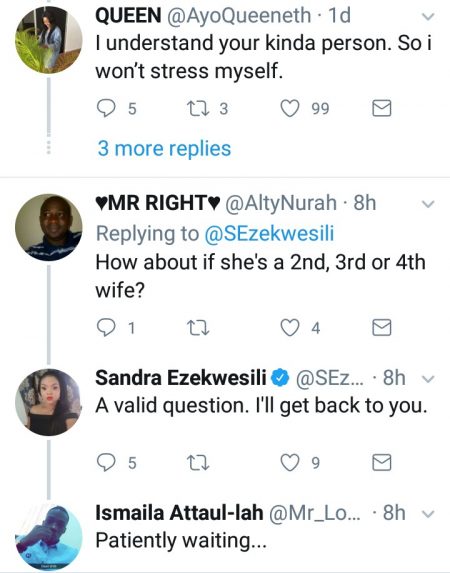 QUEEN @AyoQueeneth · 1d
I understand your kinda person. So i
won't stress myself.
5 3 99
3 more replies
♥MR RIGHT♥ @AltyNurah · 8h
Replying to @SEzekwesili
How about if she's a 2nd, 3rd or 4th
wife?
1 4
Sandra Ezekwesili @SEz... · 8h
A valid question. I'll get back to you.
5 9
Ismaila Attaul-lah @Mr_Lo... · 8h
Patiently waiting...